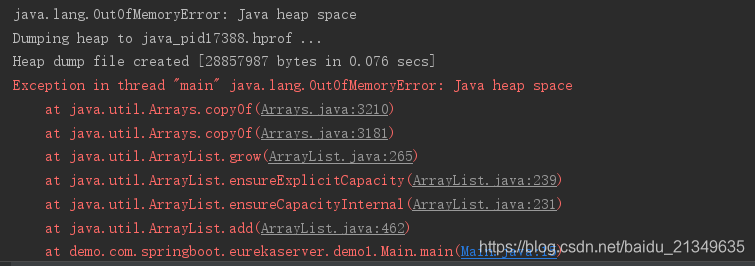 java.lang.OutOfMemoryError: Java heap space
Dumping heap to java_pid17388.hprof ...
Heap dump file created [28857987 bytes in 0.076 secs]
Exception in thread "main" java.lang.OutOfMemoryError: Java heap space
at java.util.Arrays.copyOf(Arrays.java:3210)
at java.util.Arrays.copyOf(Arrays.java:3181)
at java.util.ArrayList.grow(ArrayList.java:265)
at java.util.ArrayList.ensureExplicitCapacity(ArrayList.java:239)
at java.util.ArrayList.ensureCapacityInternal(ArrayList.java:231)
at java.util.ArrayList.add(ArrayList.java:462)
at demo.com.springboot.eurekaserver.demo1.Main.main(
https://blog.csdn.net/baidu_21349635